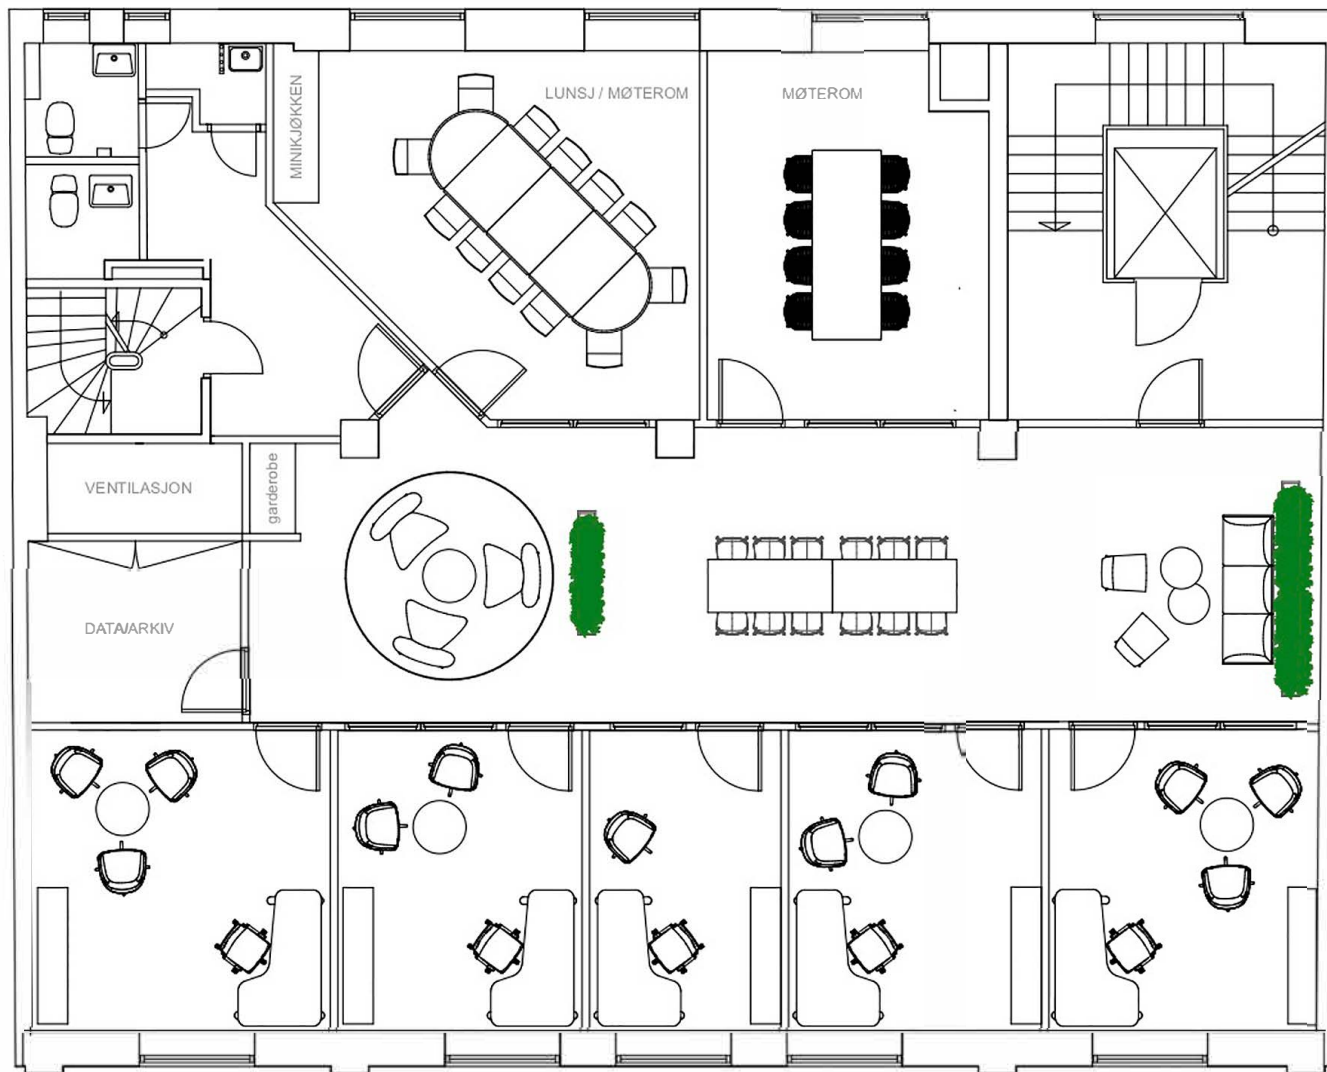 MINIKJØKKEN
LUNSJ / MØTEROM
MØTEROM
VENTILASJON
garderobe
DATA/ARKIV